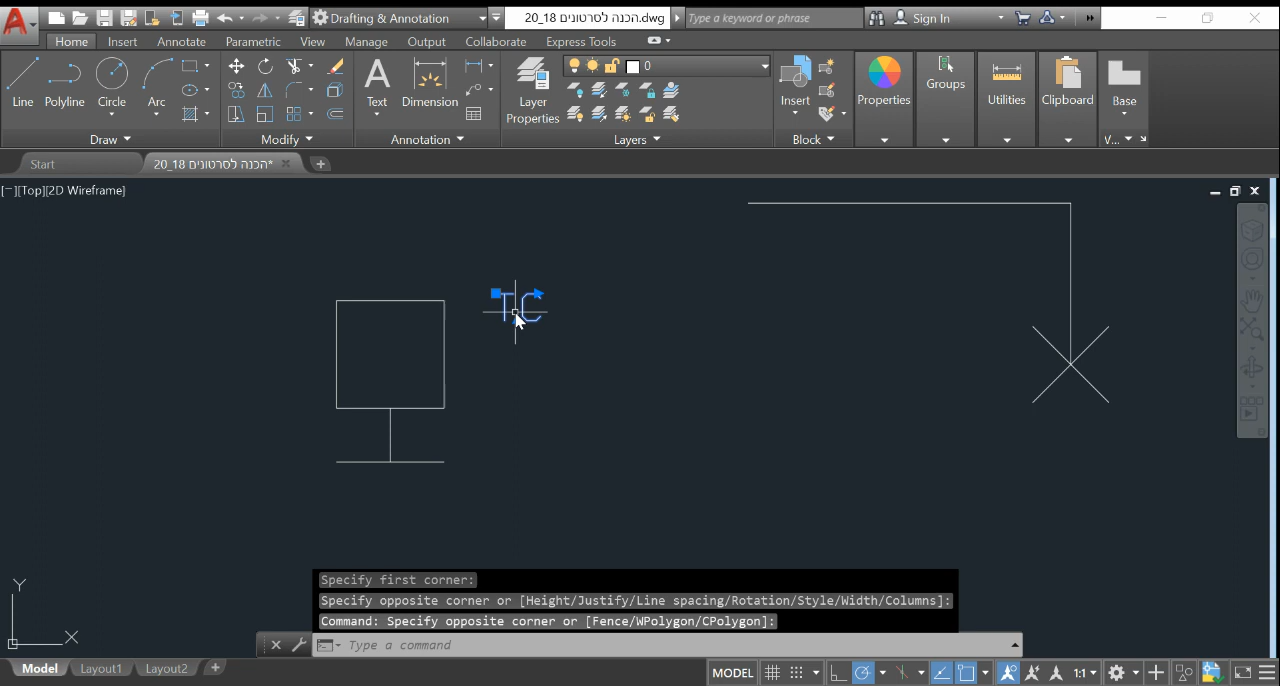 Drafting & Annotation
הכנה לסרטונים 20_18.dwg
Type a keyword or phrase
Sign In
Home Insert Annotate Parametric View Manage Output Collaborate Express Tools
Line Polyline Circle Arc
Text Dimension
Layer Properties
0
Insert
Properties Groups Utilities Clipboard Base
Draw Modify Annotation Layers Block V...
Start
הכנה לסרטונים 20_18*
[−][Top][2D Wireframe]
TC
Y
X
Specify first corner:
Specify opposite corner or [Height/Justify/Line spacing/Rotation/Style/Width/Columns]:
Command: Specify opposite corner or [Fence/WPolygon/CPolygon]:
Type a command
Model Layout1 Layout2
MODEL
1:1